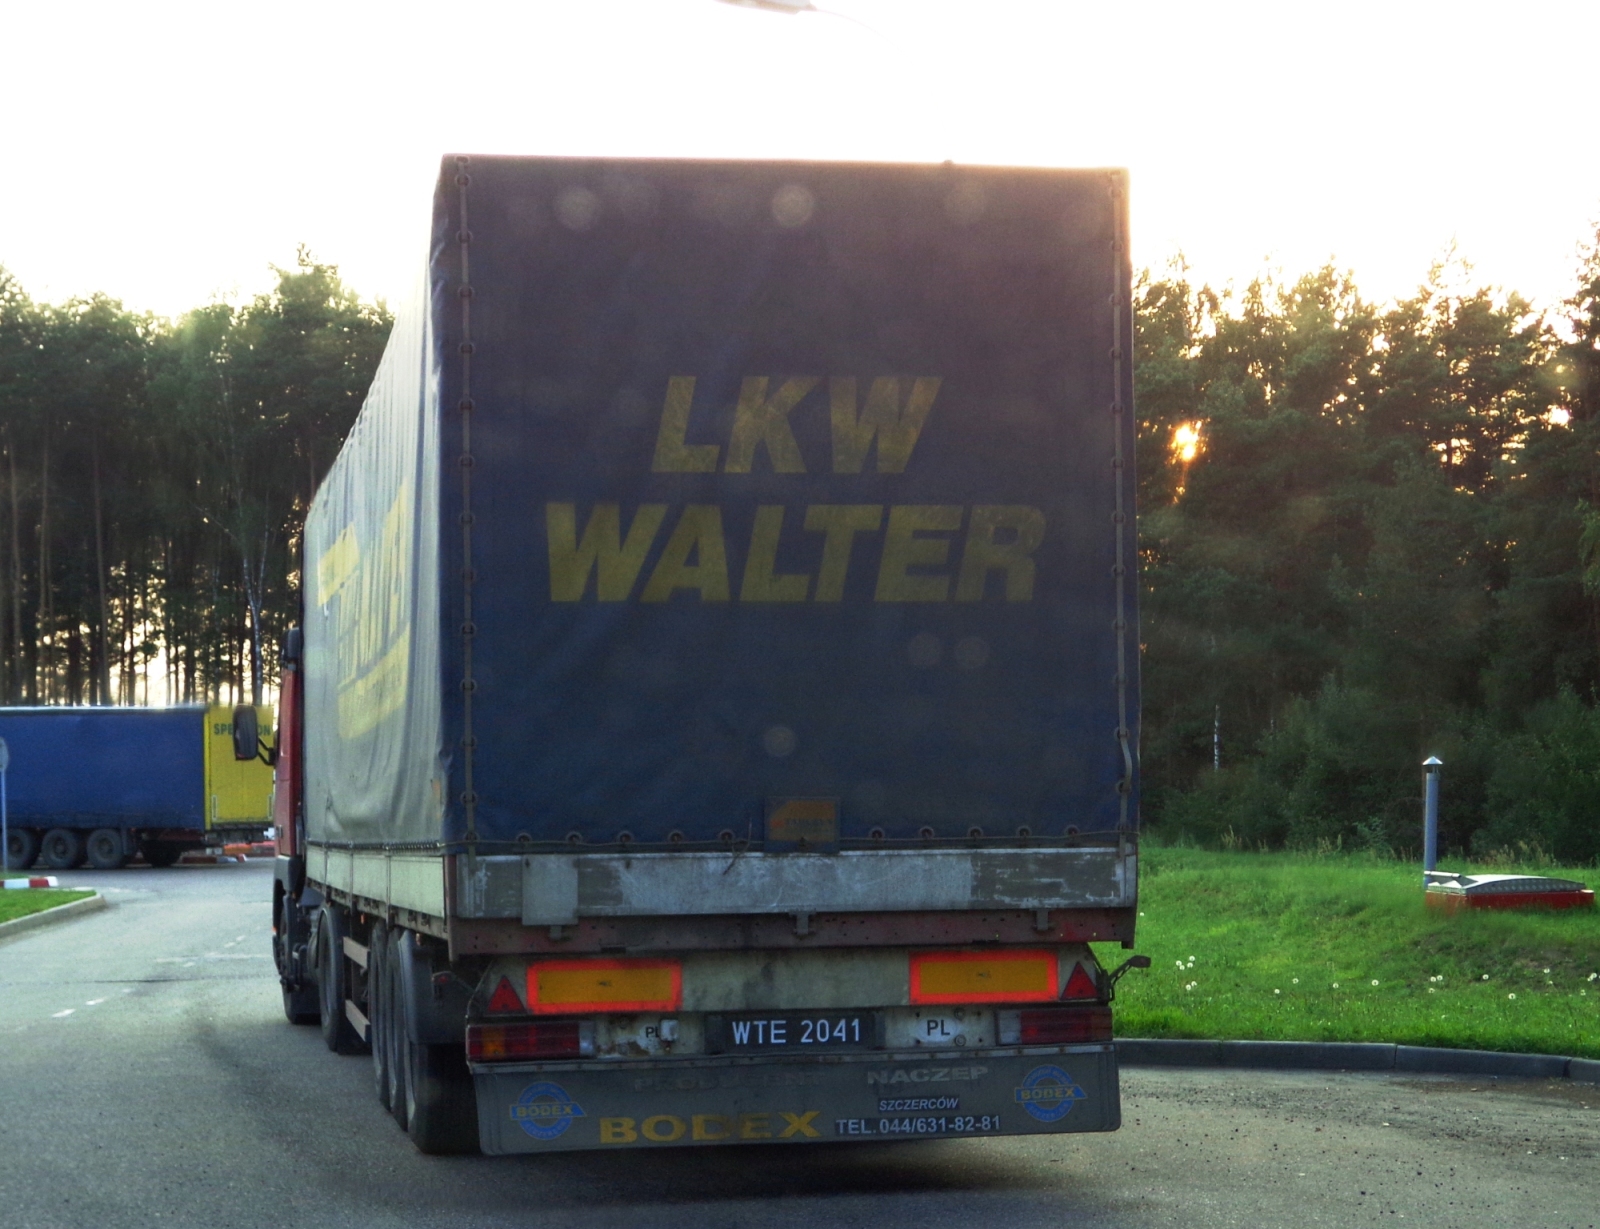 LKW
WALTER
PL
WTE 2041
PL
NACZEP
SZCZERCÓW
BODEX
BODEX
TEL.044/631-82-81
BODEX